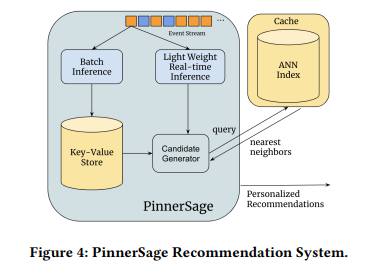 Event Stream
...
Batch
Inference
Light Weight
Real-time
Inference
Key-Value
Store
Candidate
Generator
PinnerSage
Cache
ANN
Index
query
nearest
neighbors
Personalized
Recommendations
Figure 4: PinnerSage Recommendation System.